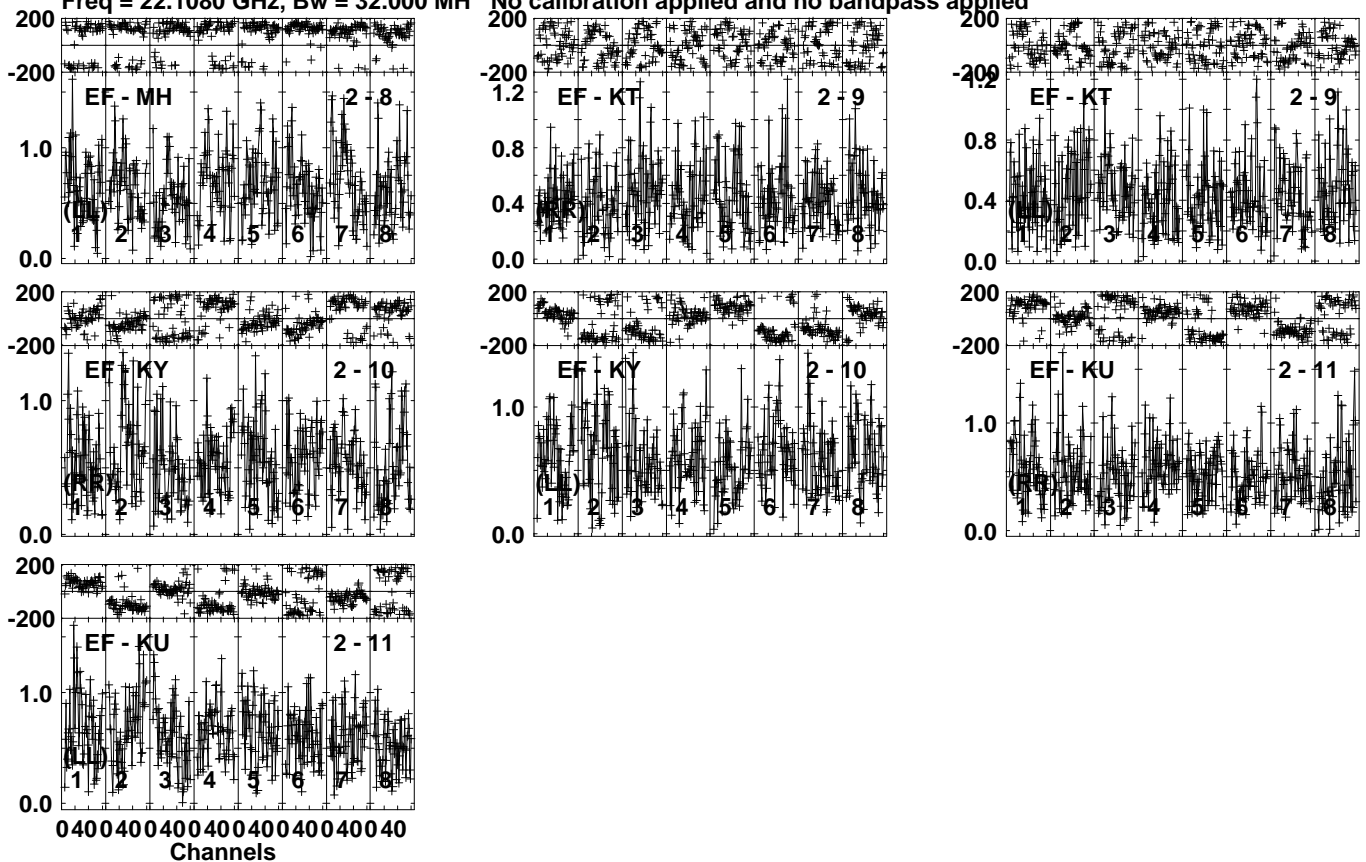 Freq = 22.1080 GHz, Bw = 32.000 MH No calibration applied and no bandpass applied
200
-200
EF - MH 2 - 8
1.0
(LL)
1 2 3 4 5 6 7 8
0.0
200
-200
EF - KT 2 - 9
1.2
0.8
0.4
(RR)
1 2 3 4 5 6 7 8
0.0
200
-200
1.2
EF - KT 2 - 9
0.8
0.4
(LL)
1 2 3 4 5 6 7 8
0.0
200
-200
EF - KY 2 - 10
1.0
(RR)
1 2 3 4 5 6 7 8
0.0
200
-200
EF - KY 2 - 10
1.0
(LL)
1 2 3 4 5 6 7 8
0.0
200
-200
EF - KU 2 - 11
1.0
(RR)
1 2 3 4 5 6 7 8
0.0
200
-200
EF - KU 2 - 11
1.0
(LL)
1 2 3 4 5 6 7 8
0.0
0 40 0 40 0 40 0 40 0 40 0 40 0 40 0 40
Channels